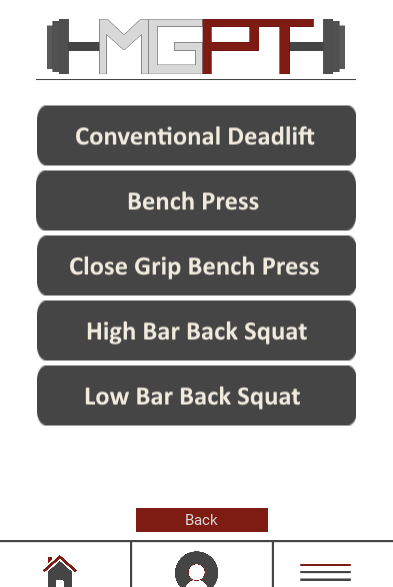 MGPT
Conventional Deadlift
Bench Press
Close Grip Bench Press
High Bar Back Squat
Low Bar Back Squat
Back